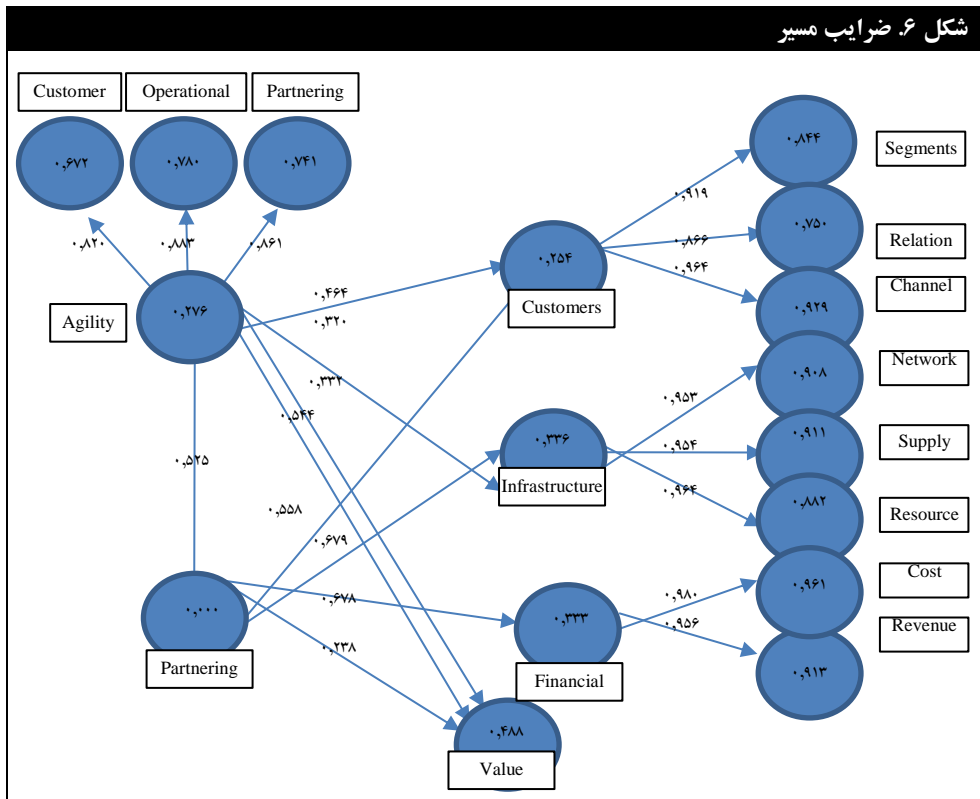 شکل ۶. ضرایب مسیر
Customer
Operational
Partnering
۰,۶۷۲
۰,۷۸۰
۰,۷۴۱
۰,۸۴۴
Segments
۰,۹۱۹
۰,۸۲۰
۰,۸۸۳
۰,۸۶۱
۰,۷۵۰
Relation
۰,۸۶۶
۰,۲۵۴
۰,۹۶۴
Customers
Channel
۰,۹۲۹
Agility
۰,۲۷۶
۰,۴۶۴
۰,۳۲۰
Network
۰,۹۰۸
۰,۳۳۲
۰,۹۵۳
۰,۵۴۴
۰,۳۳۶
۰,۹۵۴
۰,۹۱۱
Supply
۰,۵۲۵
Infrastructure
۰,۹۶۴
۰,۵۵۸
۰,۸۸۲
Resource
۰,۶۷۹
Cost
۰,۹۶۱
۰,۰۰۰
۰,۶۷۸
۰,۳۳۳
۰,۹۸۰
۰,۹۵۶
Revenue
Partnering
۰,۲۳۸
Financial
۰,۹۱۳
۰,۴۸۸
Value